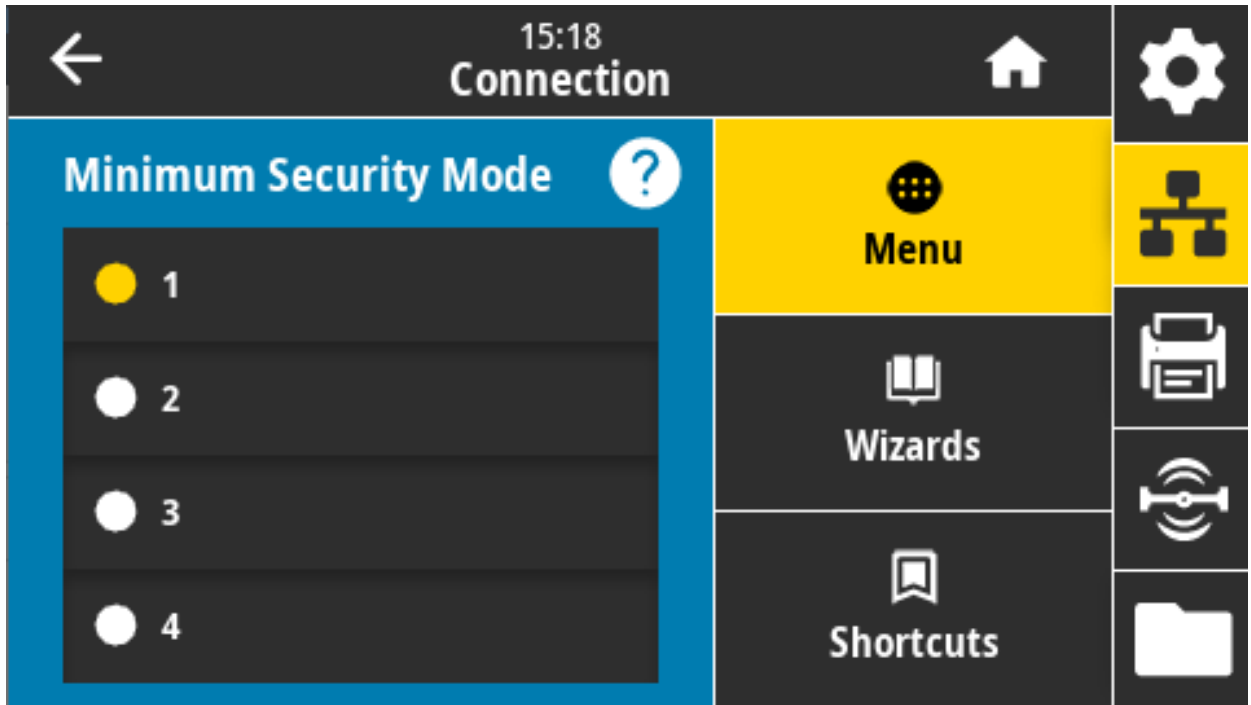 15:18
Connection
Minimum Security Mode
?
1
2
3
4
Menu
Wizards
Shortcuts